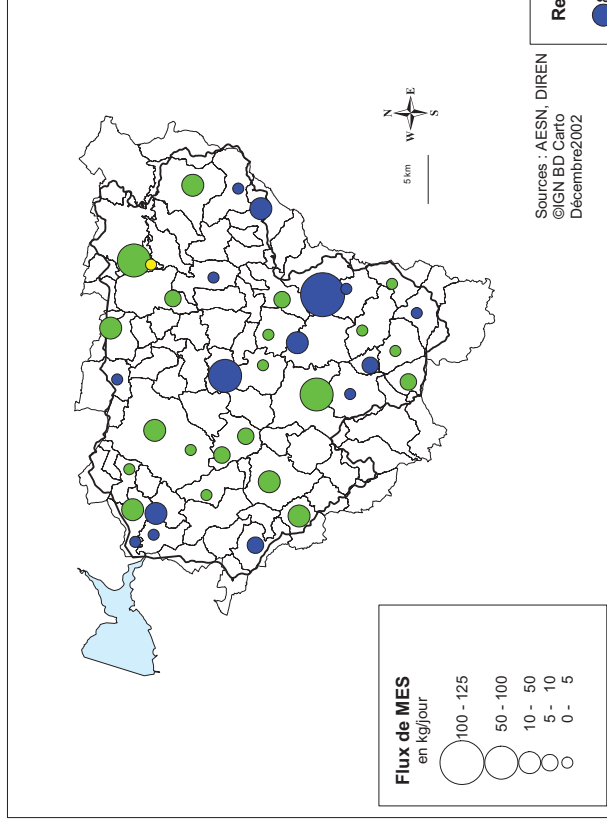 Flux de MES
en kg/jour
100 - 125
50 - 100
10 - 50
5 - 10
0 - 5
5 km
N
W E
S
Sources : AESN, DIREN
©IGN BD Carto
Décembre2002
Re